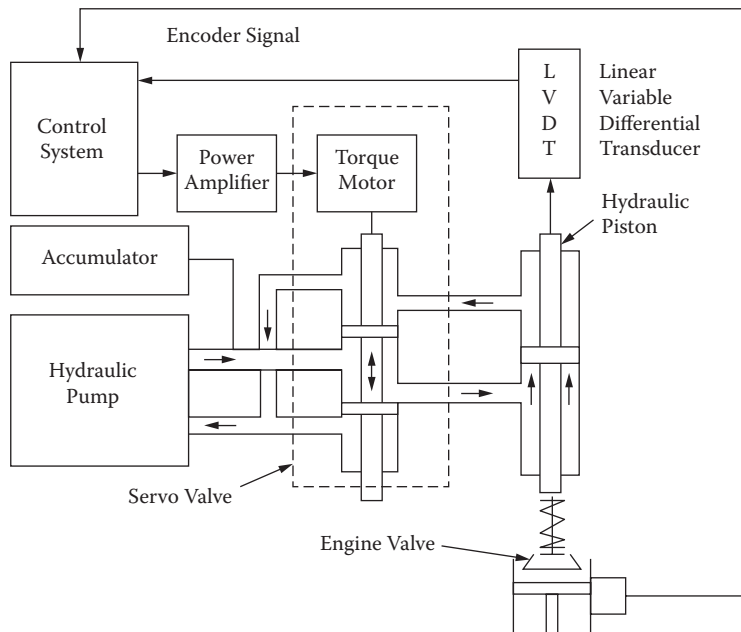 Encoder Signal
Control
System
Power
Amplifier
Torque
Motor
L Linear
V Variable
D Differential
T Transducer
Hydraulic
Piston
Accumulator
Hydraulic
Pump
Servo Valve
Engine Valve